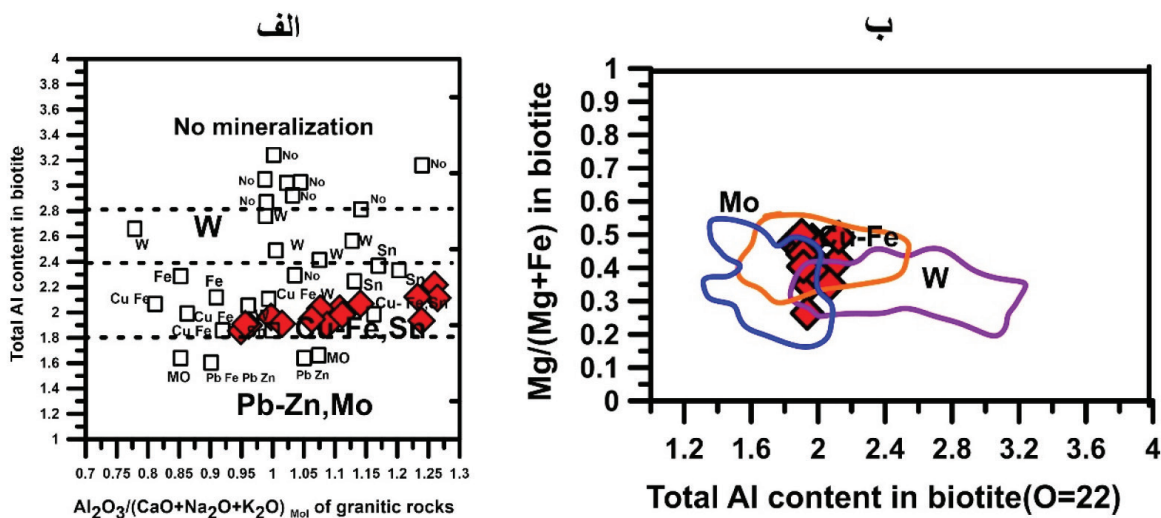 الف
Total Al content in biotite
4
3.8
3.6
3.4
3.2
3
2.8
2.6
2.4
2.2
2
1.8
1.6
1.4
1.2
1
No mineralization
No
No
No
No
No
No
No
W
W
W
W
W
W
Sn
Sn
Sn
No
Fe
Fe
Cu Fe
Cu Fe W
Cu Fe
Cu Fe
Cu-Fe,Sn
MO
Pb Fe Pb Zn
Pb Zn
MO
Pb-Zn,Mo
0.7 0.75 0.8 0.85 0.9 0.95 1 1.05 1.1 1.15 1.2 1.25 1.3
Al2O3/(CaO+Na2O+K2O) Mol of granitic rocks
ب
Mg/(Mg+Fe) in biotite
1
0.9
0.8
0.7
0.6
0.5
0.4
0.3
0.2
0.1
0
Mo
Cu-Fe
W
1.2 1.6 2 2.4 2.8 3.2 3.6 4
Total Al content in biotite(O=22)